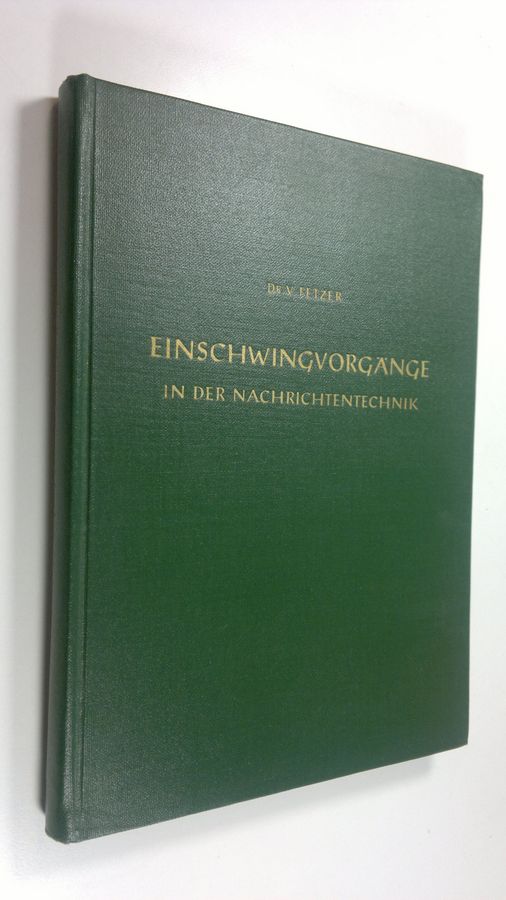 DR V. FETZER
EINSCHWINGVORGÄNGE
IN DER NACHRICHTENTECHNIK